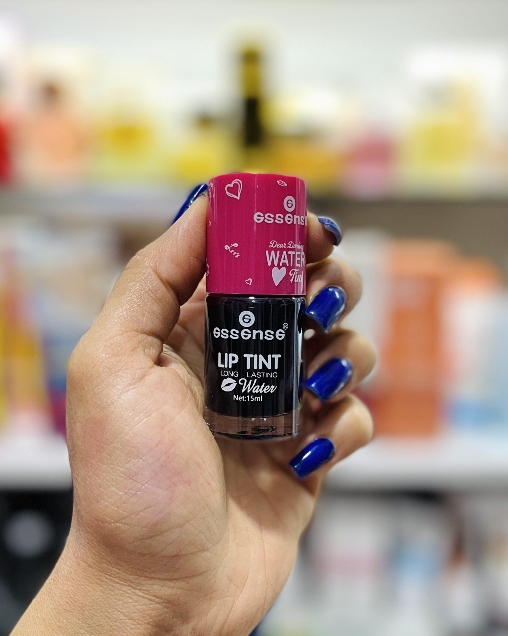 essense
Dear Darling
WATER
Tint
essense®
LIP TINT
LONG LASTING
Water
Net:15ml